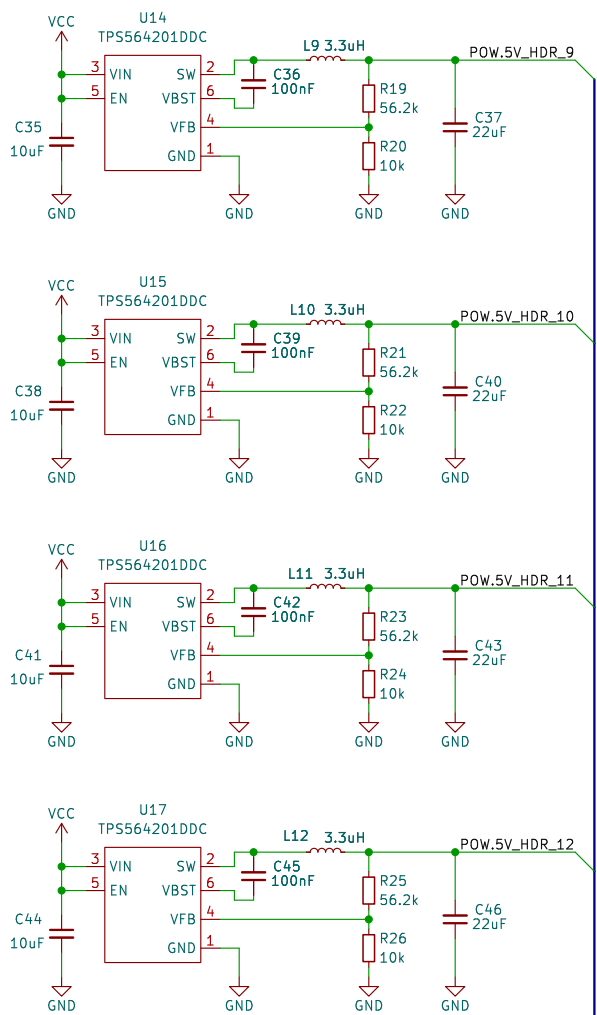 VCC
U14
TPS564201DDC
L9 3.3uH
POW.5V_HDR_9
3 VIN SW 2
C36
100nF
5 EN VBST 6
R19
56.2k
C35
10uF
VFB 4
C37
22uF
GND 1
R20
10k
GND GND GND GND
VCC
U15
TPS564201DDC
L10 3.3uH
POW.5V_HDR_10
3 VIN SW 2
C39
100nF
5 EN VBST 6
R21
56.2k
C38
10uF
VFB 4
C40
22uF
GND 1
R22
10k
GND GND GND GND
VCC
U16
TPS564201DDC
L11 3.3uH
POW.5V_HDR_11
3 VIN SW 2
C42
100nF
5 EN VBST 6
R23
56.2k
C41
10uF
VFB 4
C43
22uF
GND 1
R24
10k
GND GND GND GND
VCC
U17
TPS564201DDC
L12 3.3uH
POW.5V_HDR_12
3 VIN SW 2
C45
100nF
5 EN VBST 6
R25
56.2k
C44
10uF
VFB 4
C46
22uF
GND 1
R26
10k
GND GND GND GND